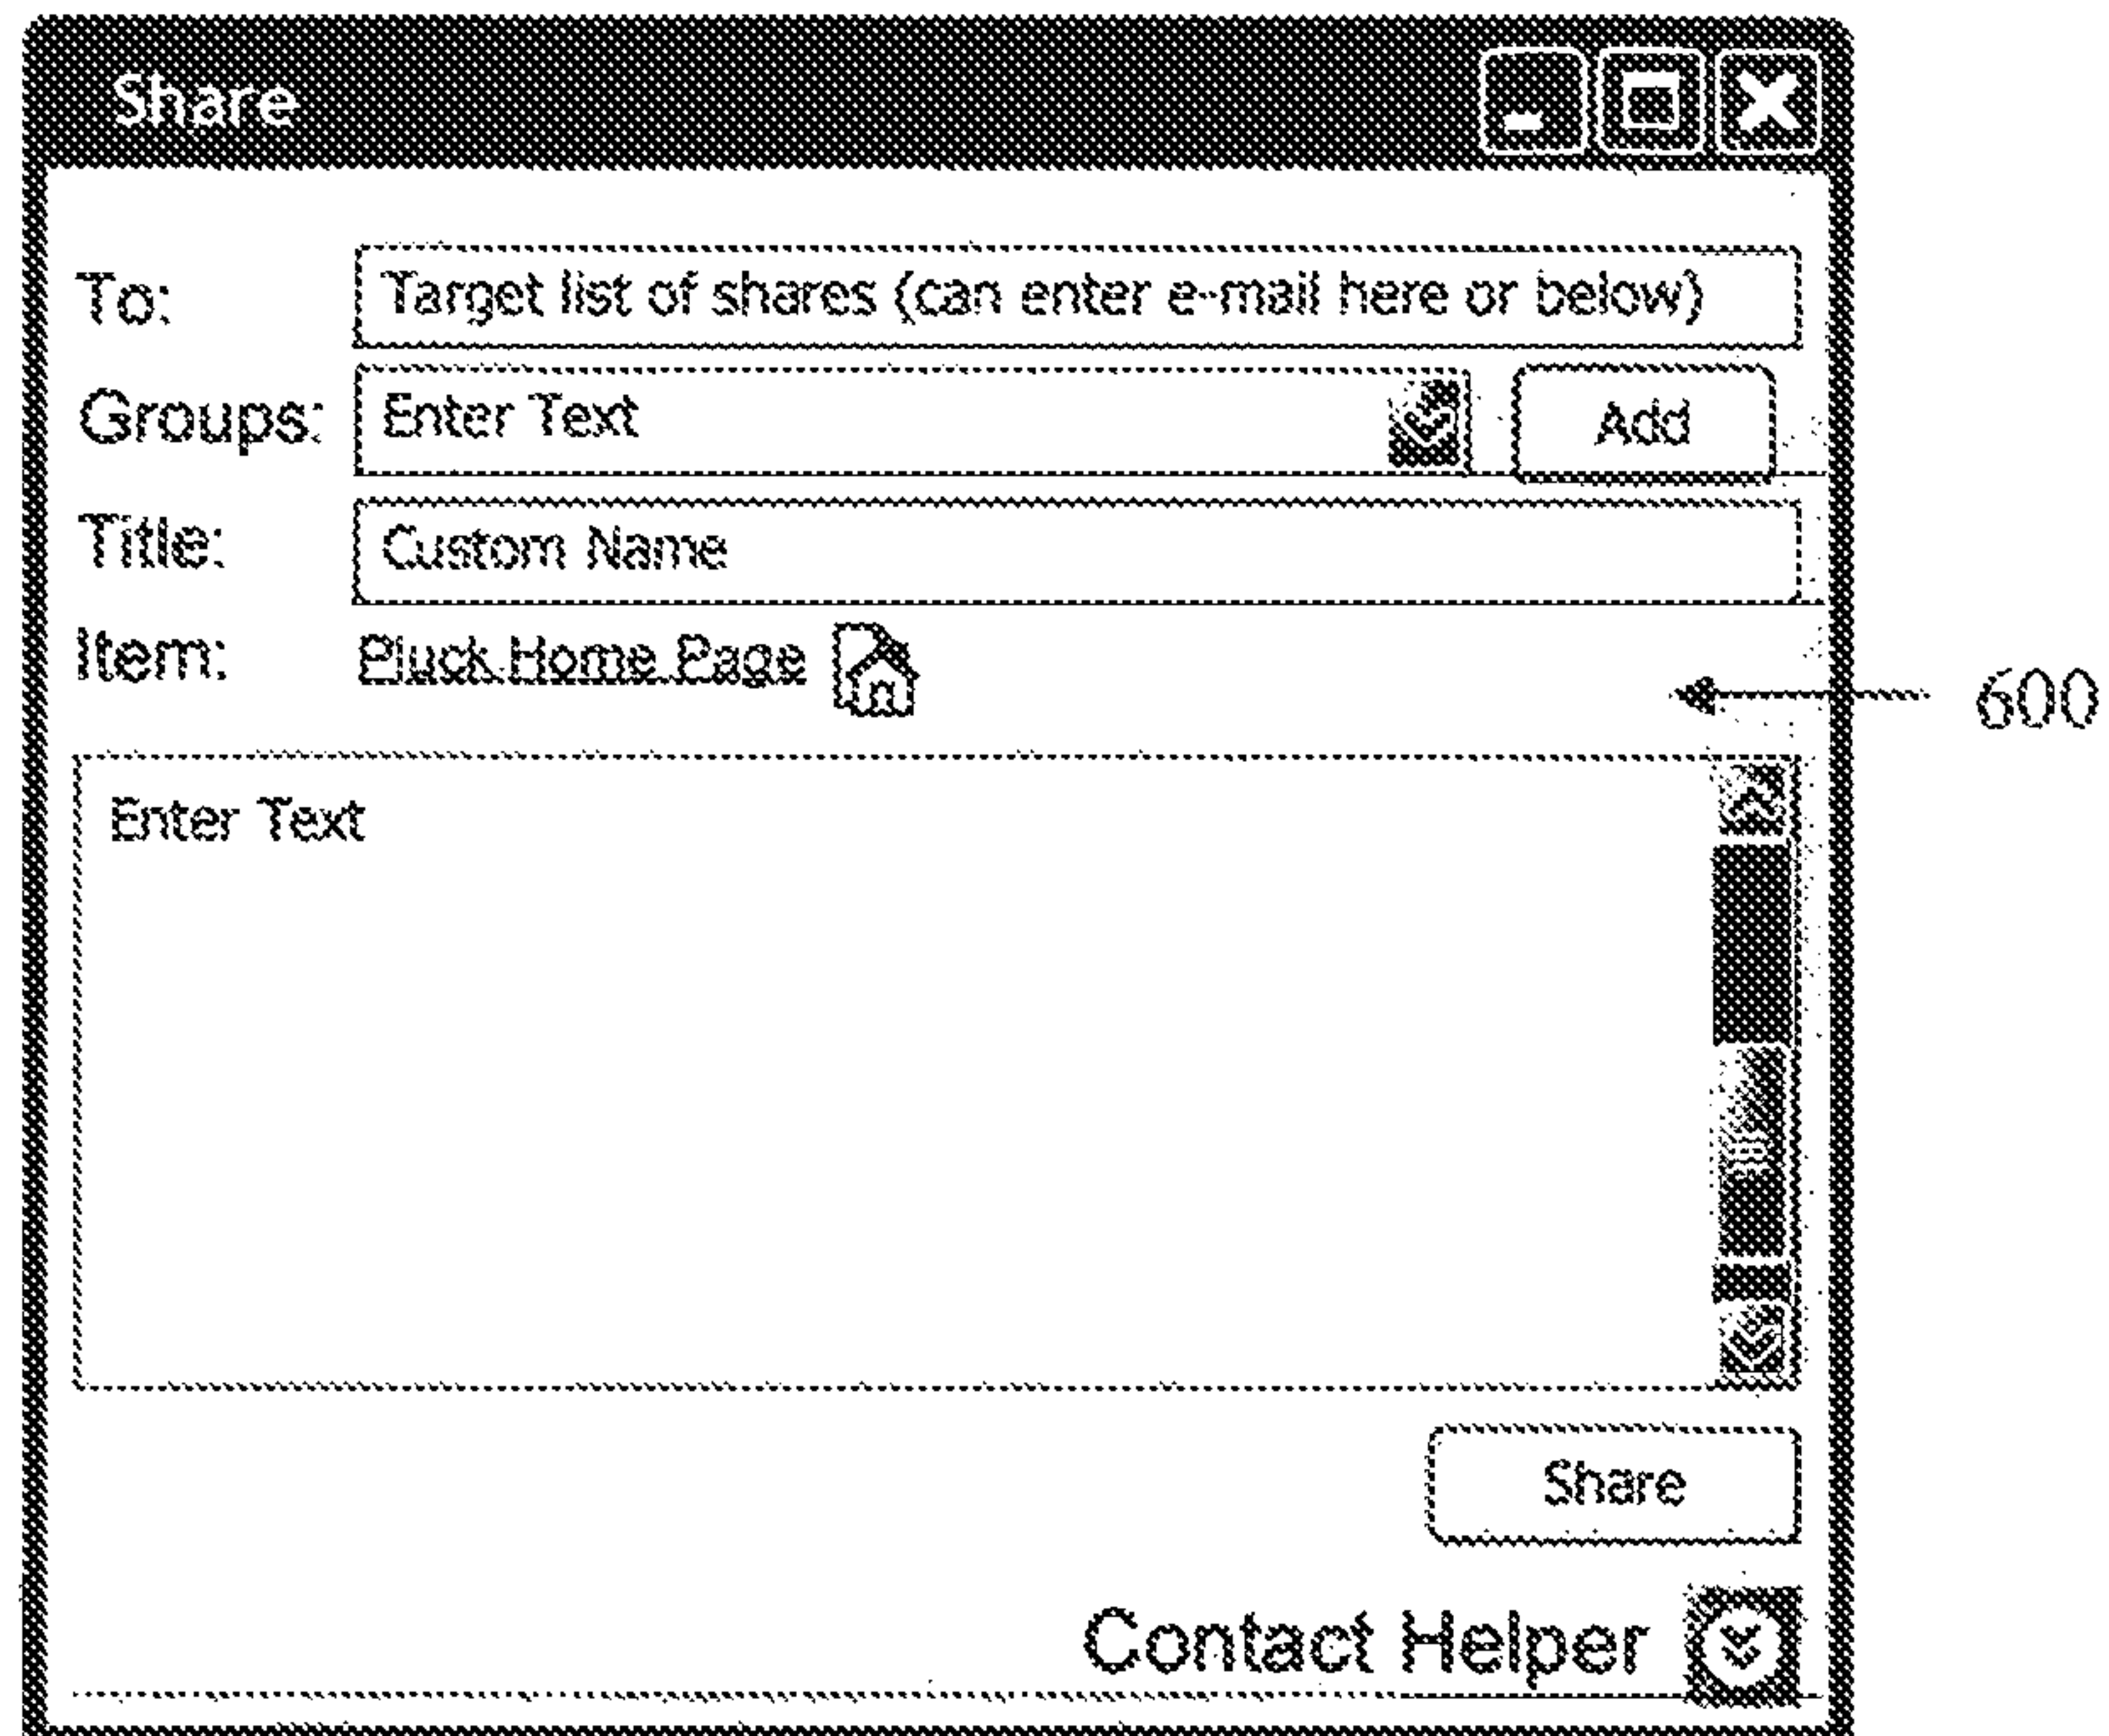 Share
To: Target list of shares (can enter e-mail here or below)
Groups: Enter Text Add
Title: Custom Name
Item: Pluck Home Page
600
Enter Text
Share
Contact Helper